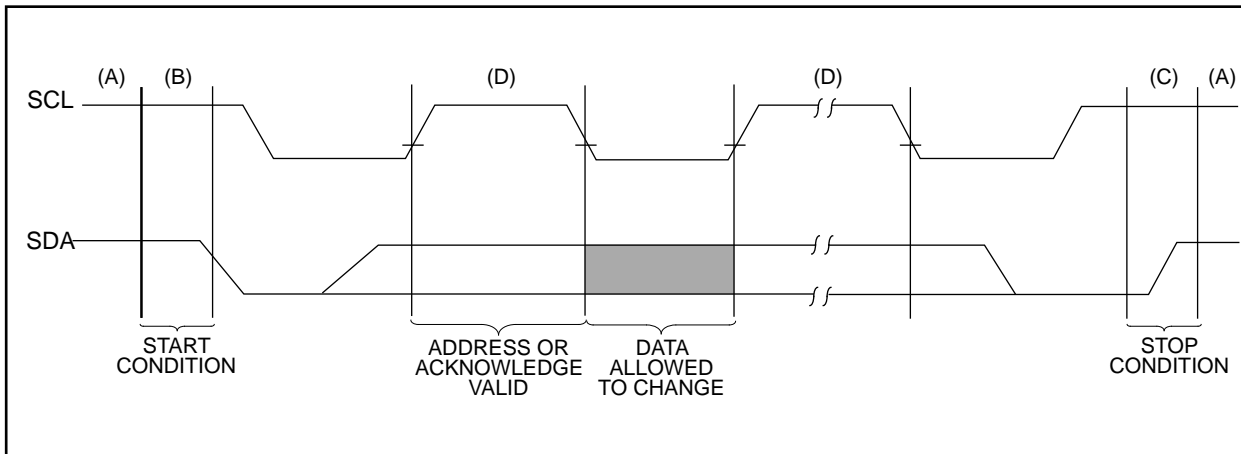 (A) (B) (D) (D) (C) (A)
SCL
SDA
START
CONDITION
ADDRESS OR
ACKNOWLEDGE
VALID
DATA
ALLOWED
TO CHANGE
STOP
CONDITION